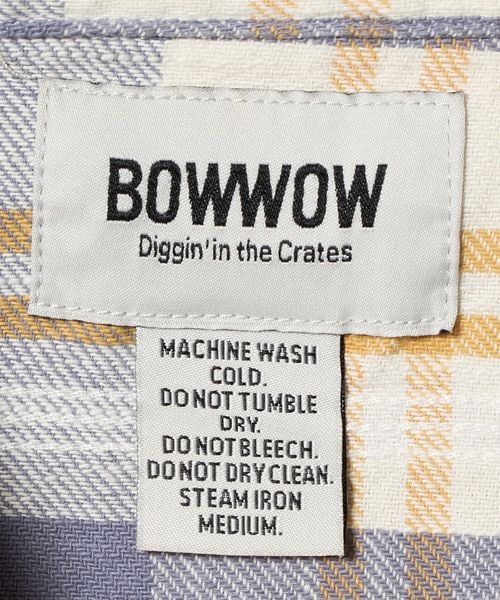 BOWWOW
Diggin' in the Crates
MACHINE WASH
COLD.
DO NOT TUMBLE
DRY.
DO NOT BLEECH.
DO NOT DRY CLEAN.
STEAM IRON
MEDIUM.